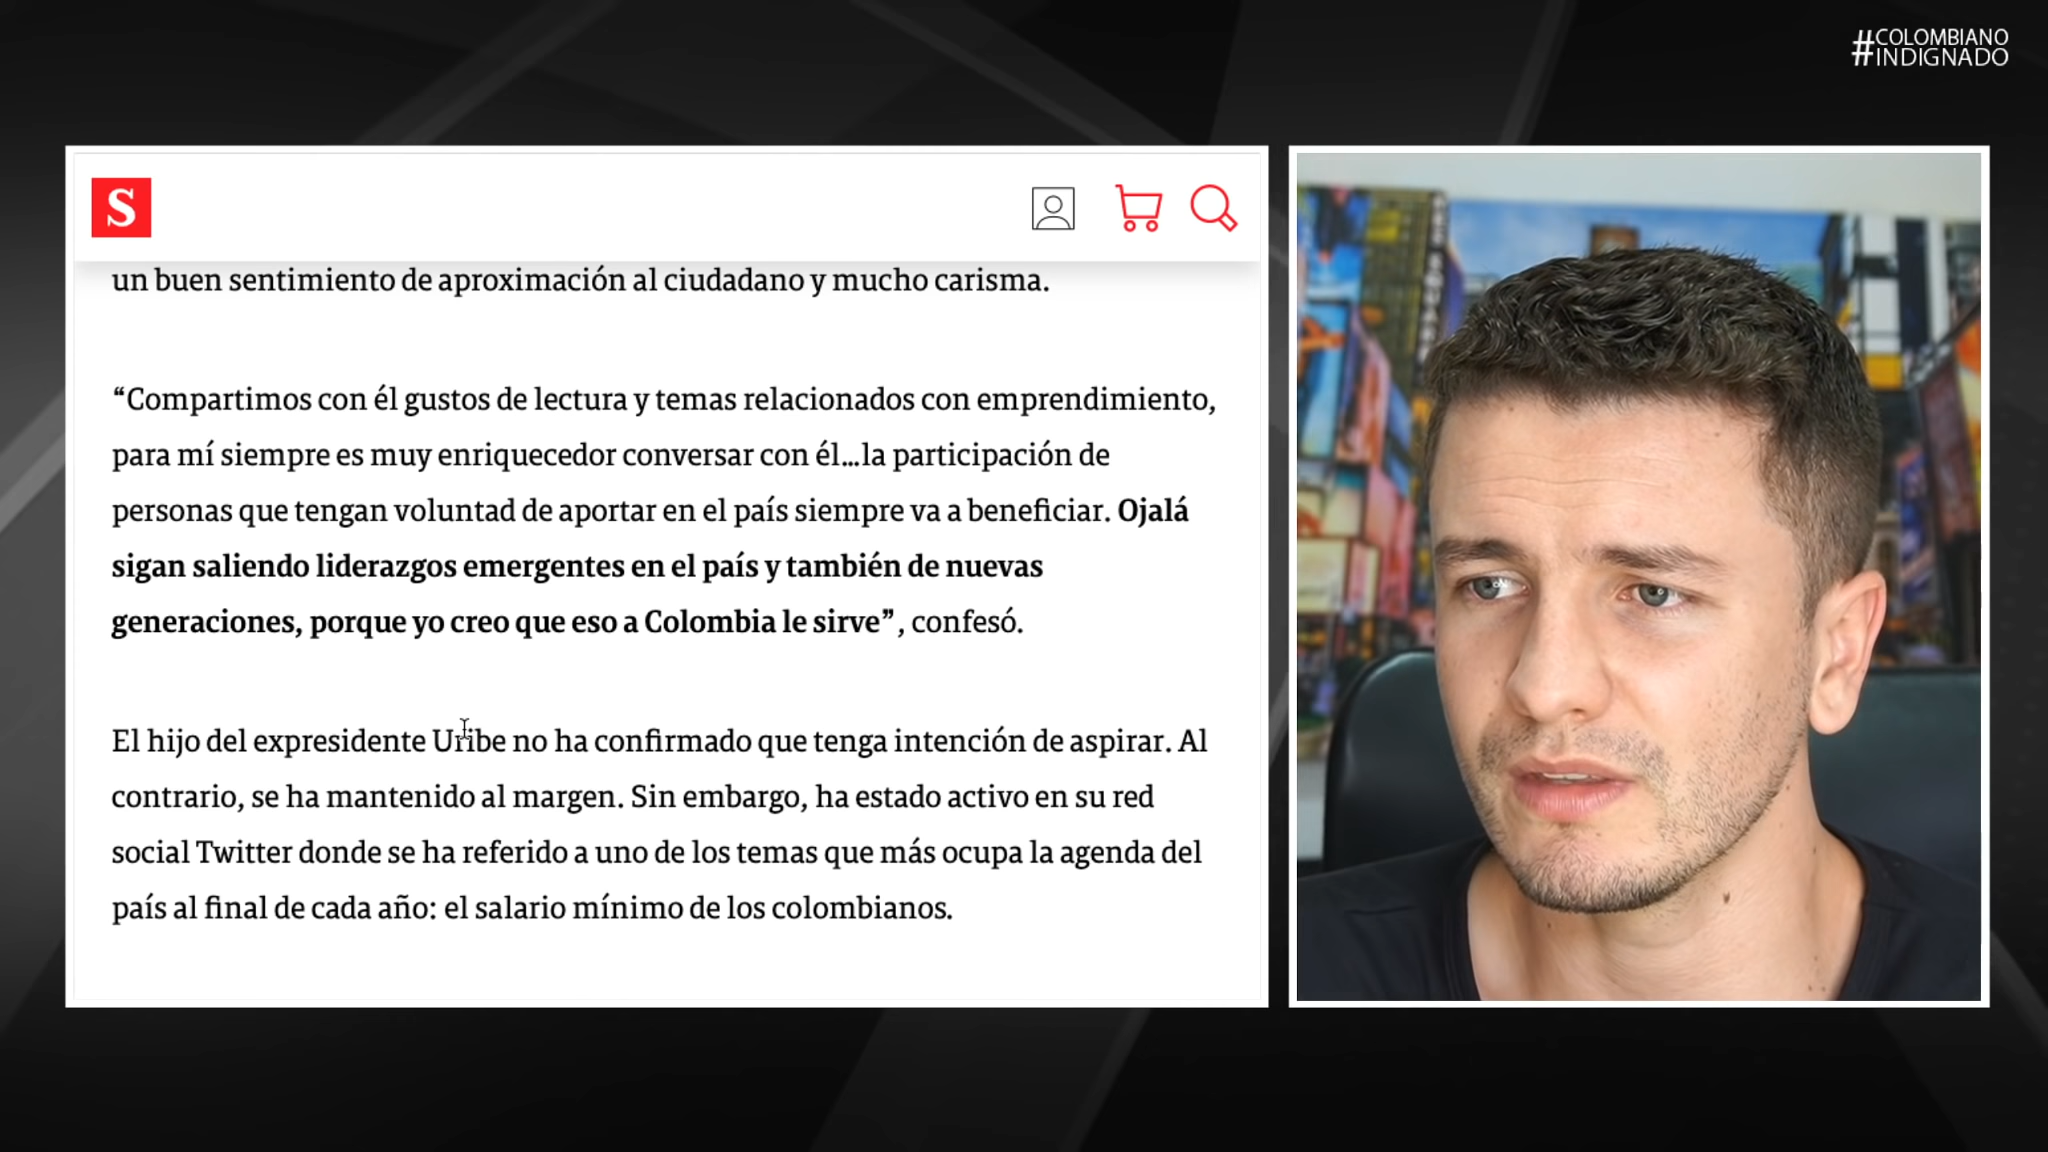 #COLOMBIANO
INDIGNADO
S
un buen sentimiento de aproximación al ciudadano y mucho carisma.
“Compartimos con él gustos de lectura y temas relacionados con emprendimiento,
para mí siempre es muy enriquecedor conversar con él...la participación de
personas que tengan voluntad de aportar en el país siempre va a beneficiar. Ojalá
sigan saliendo liderazgos emergentes en el país y también de nuevas
generaciones, porque yo creo que eso a Colombia le sirve”, confesó.
El hijo del expresidente Uribe no ha confirmado que tenga intención de aspirar. Al
contrario, se ha mantenido al margen. Sin embargo, ha estado activo en su red
social Twitter donde se ha referido a uno de los temas que más ocupa la agenda del
país al final de cada año: el salario mínimo de los colombianos.